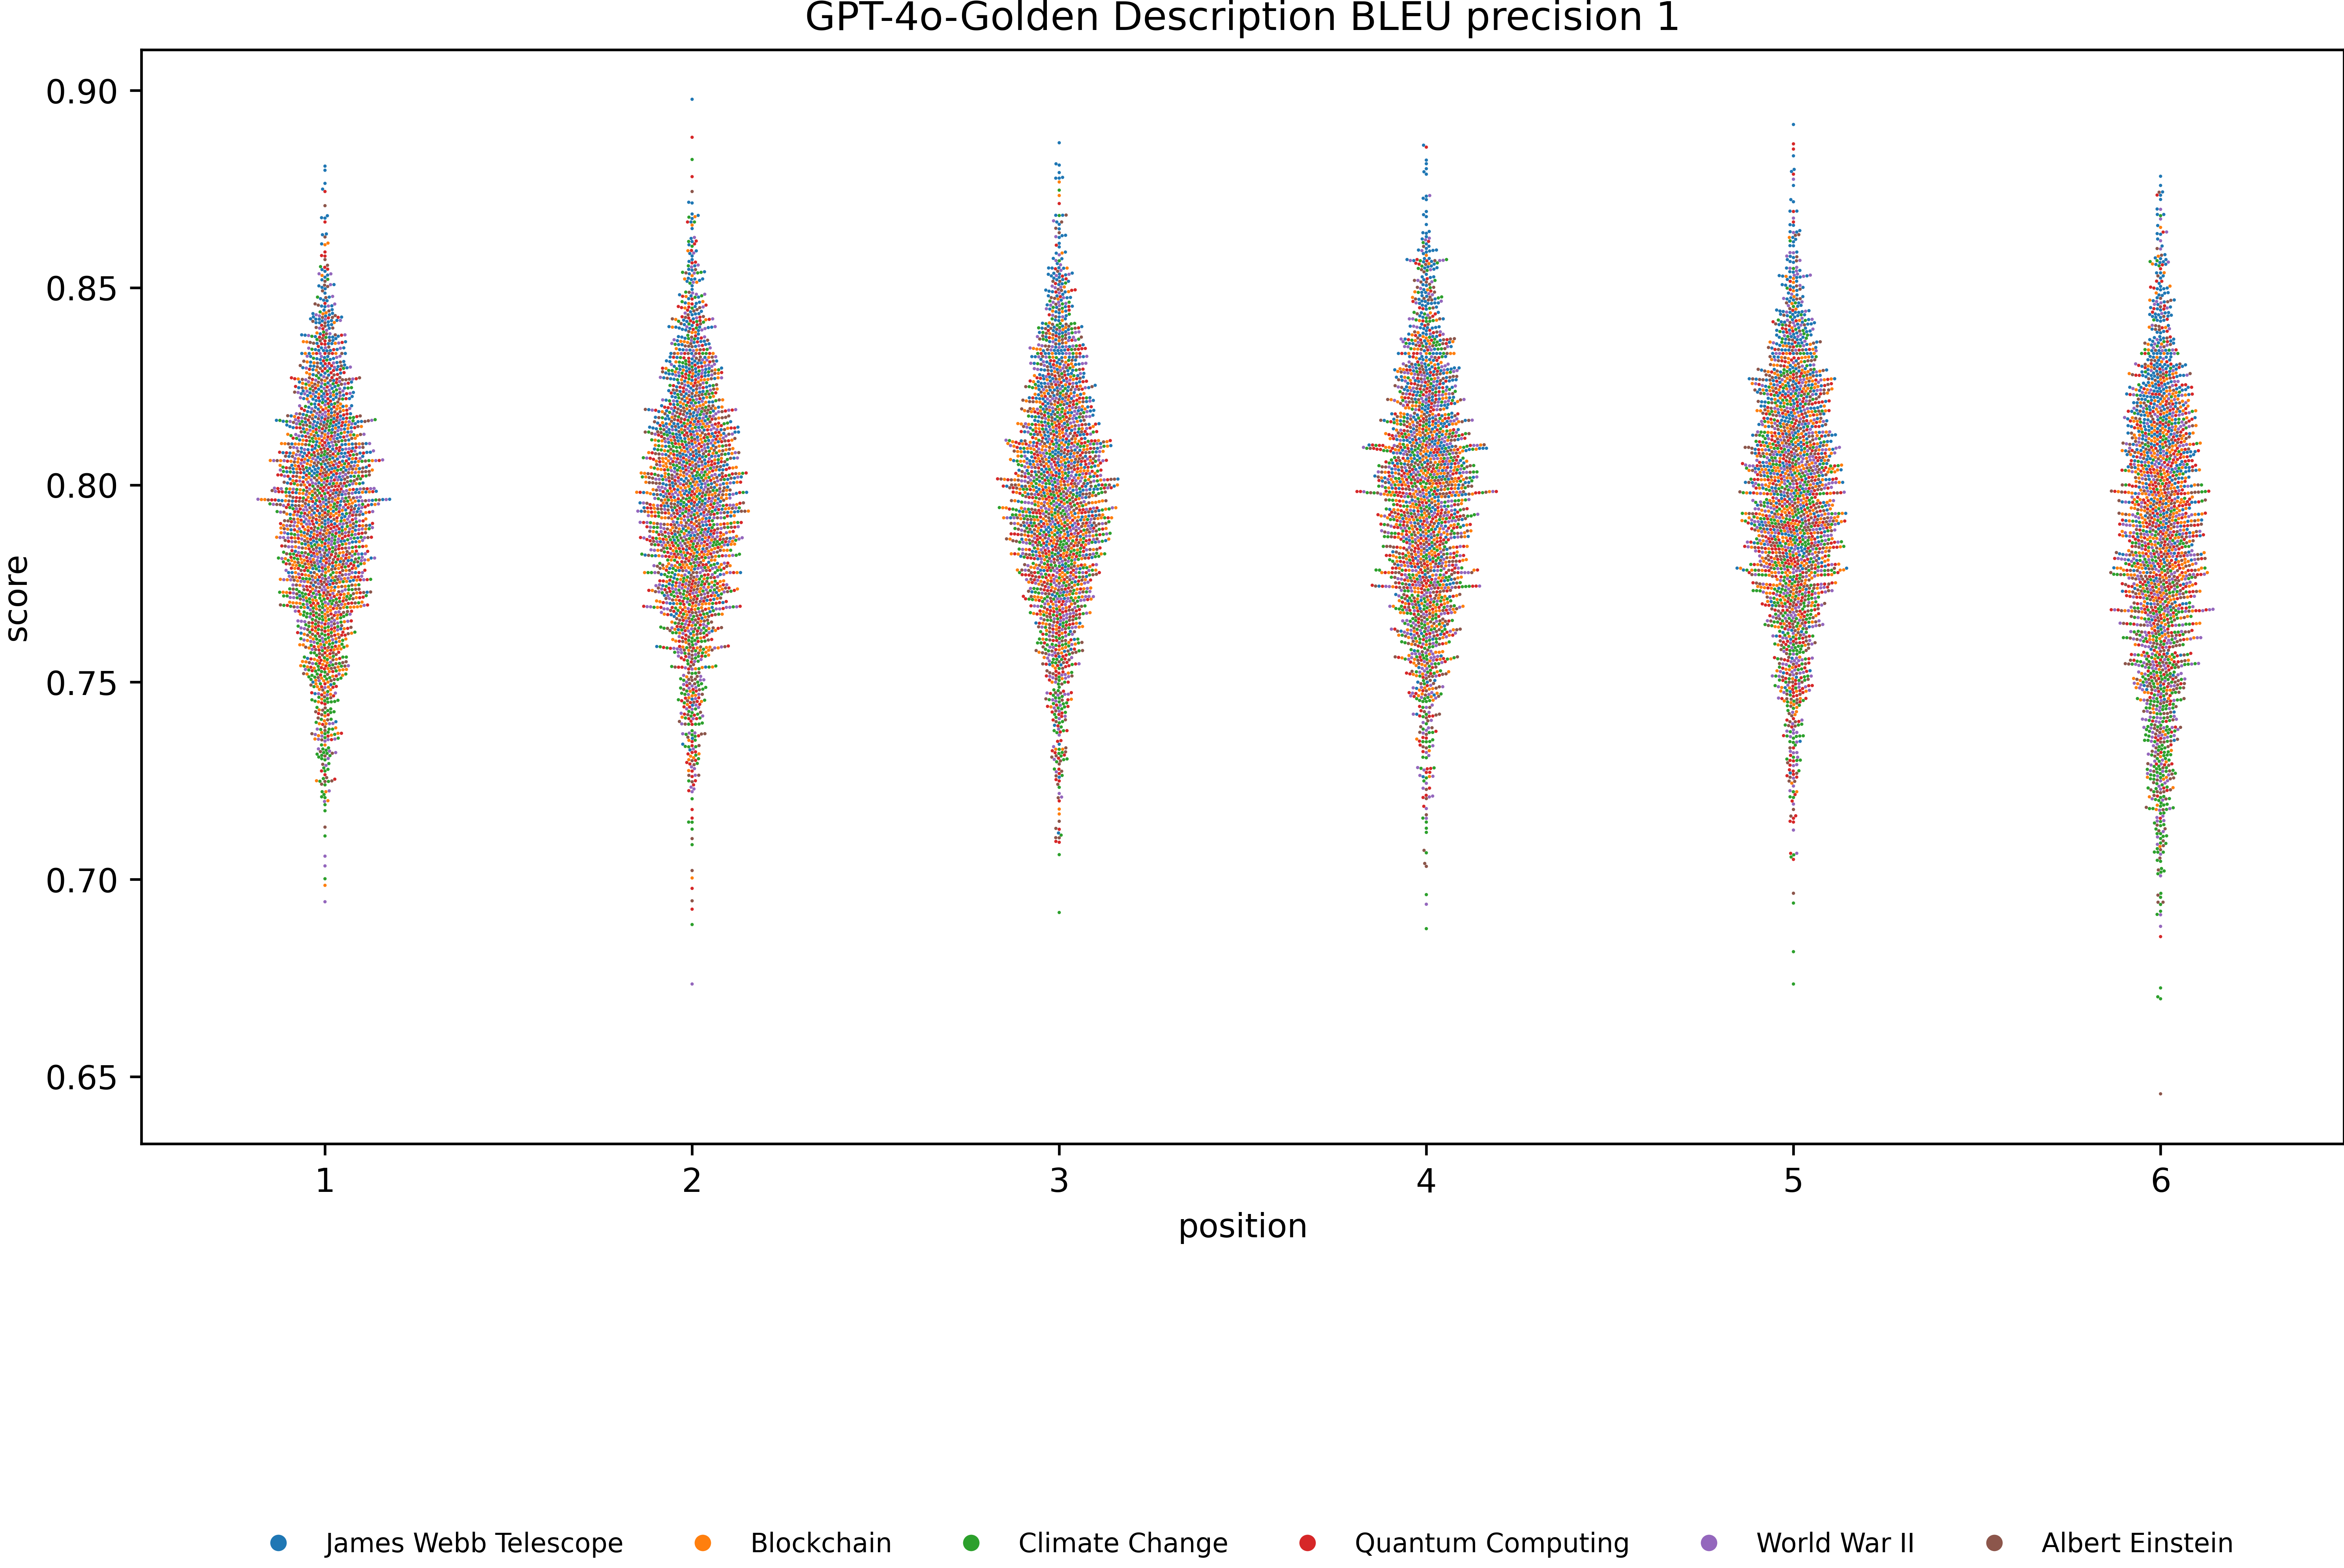 GPT-4o-Golden Description BLEU precision 1
0.90
0.85
0.80
0.75
0.70
0.65
score
1 2 3 4 5 6
position
James Webb Telescope Blockchain Climate Change Quantum Computing World War II Albert Einstein